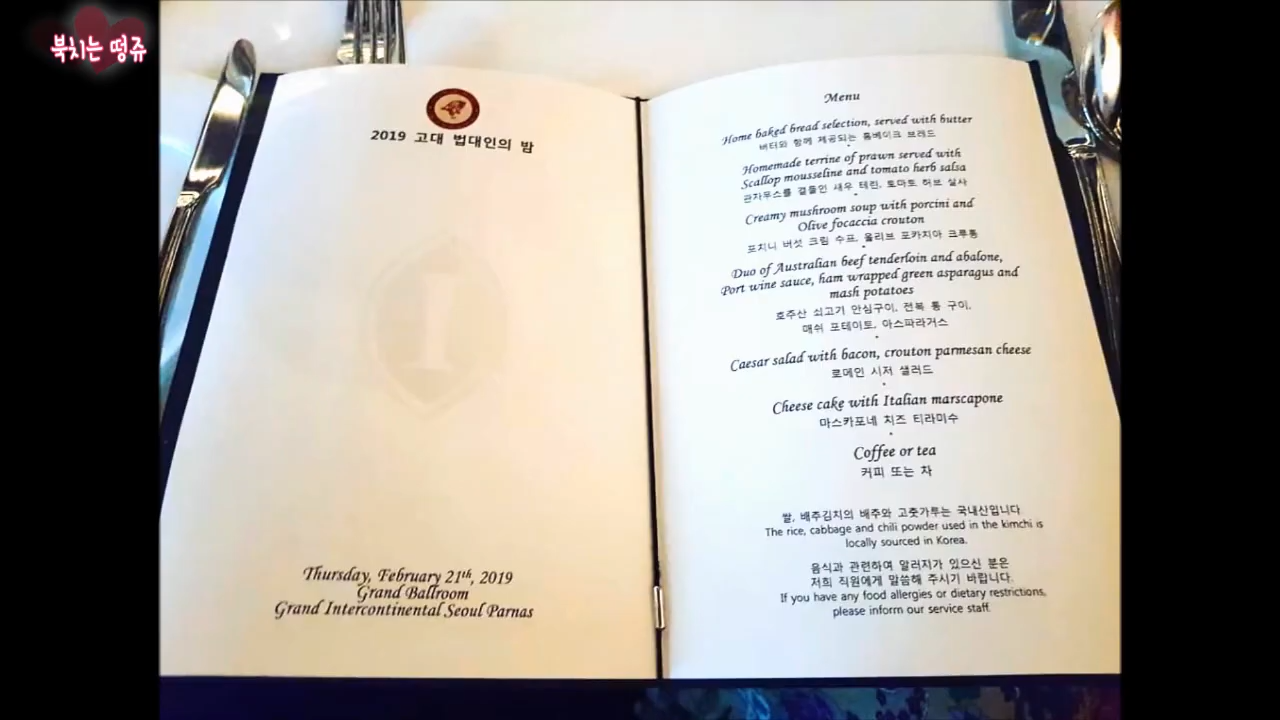 북치는 떵쥬
2019 고대 법대인의 밤
Thursday, February 21th, 2019
Grand Ballroom
Grand Intercontinental Seoul Parnas
Menu
Home baked bread selection, served with butter
버터와 함께 제공되는 홈베이크 브레드
Homemade terrine of prawn served with
Scallop mousseline and tomato herb salsa
관자무스를 곁들인 새우 테린, 토마토 허브 살사
Creamy mushroom soup with porcini and
Olive focaccia crouton
포치니 버섯 크림 수프, 올리브 포카치아 크루통
Duo of Australian beef tenderloin and abalone,
Port wine sauce, ham wrapped green asparagus and
mash potatoes
호주산 쇠고기 안심구이, 전복 통 구이,
매쉬 포테이토, 아스파라거스
Caesar salad with bacon, crouton parmesan cheese
로메인 시저 샐러드
Cheese cake with Italian marscapone
마스카포네 치즈 티라미수
Coffee or tea
커피 또는 차
쌀, 배추김치의 배추와 고춧가루는 국내산입니다
The rice, cabbage and chili powder used in the kimchi is
locally sourced in Korea.
음식과 관련하여 알러지가 있으신 분은
저희 직원에게 말씀해 주시기 바랍니다.
If you have any food allergies or dietary restrictions,
please inform our service staff.